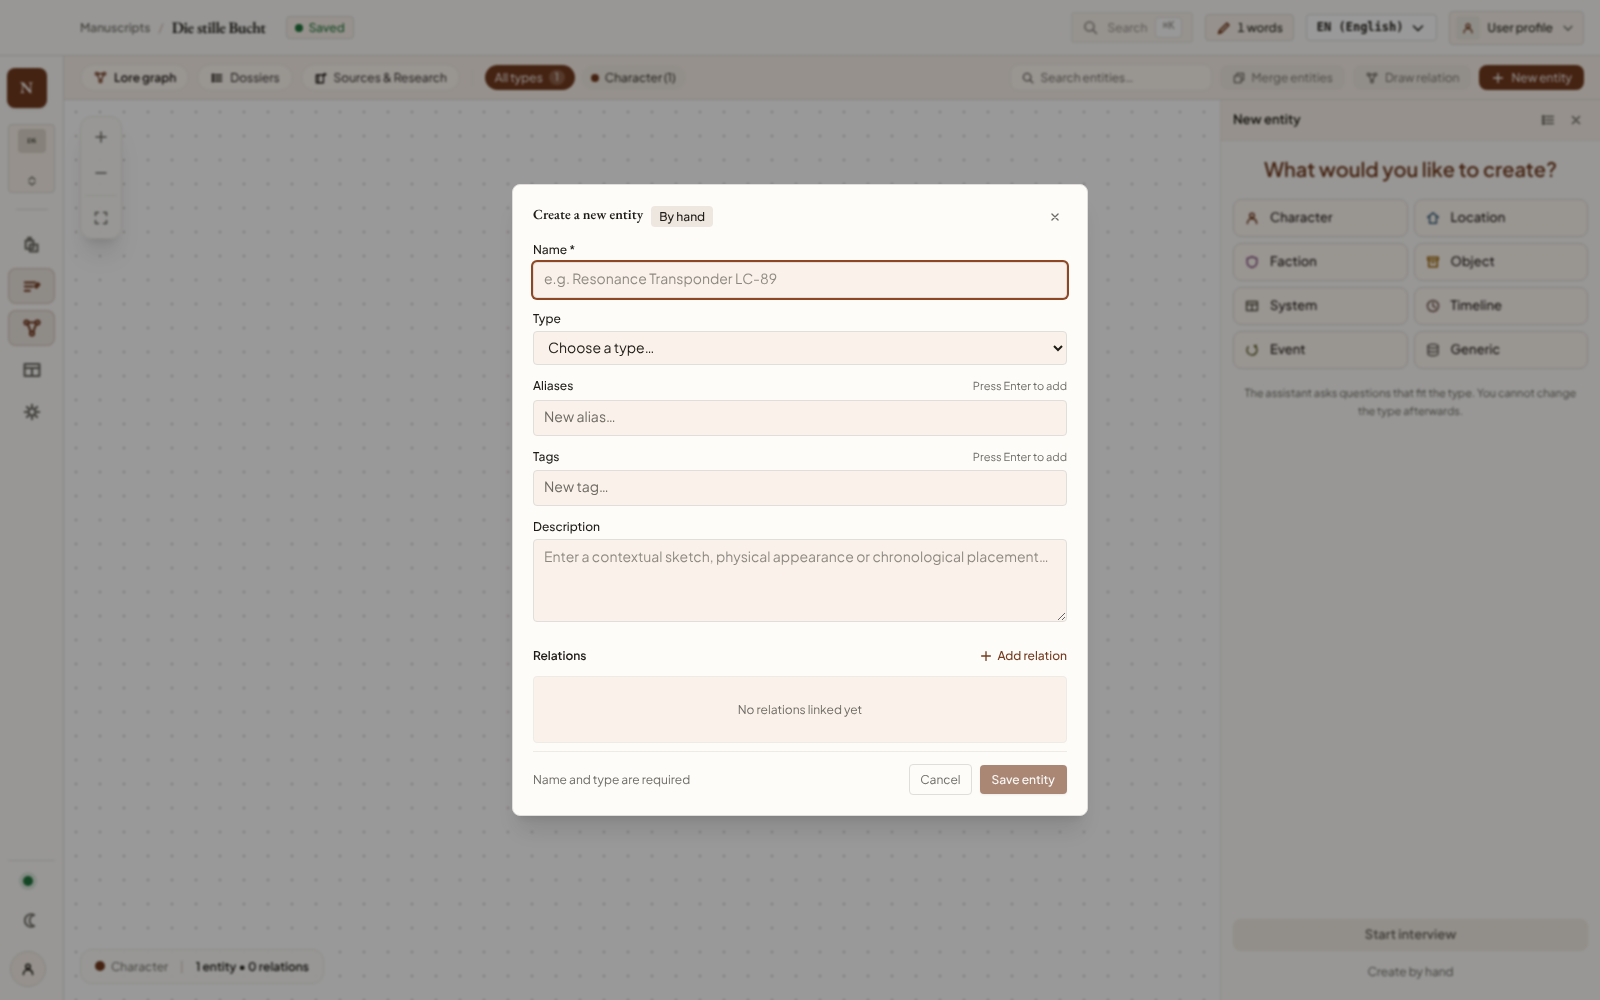 Manuscripts / Die stille Bucht
Saved
Search ⌘K
1 words
EN (English)
User profile
N
Lore graph
Dossiers
Sources & Research
All types 1
Character (1)
Search entities...
Merge entities
Draw relation
+ New entity
New entity
What would you like to create?
Character
Location
Faction
Object
System
Timeline
Event
Generic
The assistant asks questions that fit the type. You cannot change
the type afterwards.
Start interview
Create by hand
Create a new entity By hand
Name *
e.g. Resonance Transponder LC-89
Type
Choose a type...
Aliases Press Enter to add
New alias...
Tags Press Enter to add
New tag...
Description
Enter a contextual sketch, physical appearance or chronological placement...
Relations + Add relation
No relations linked yet
Name and type are required
Cancel
Save entity
Character | 1 entity • 0 relations